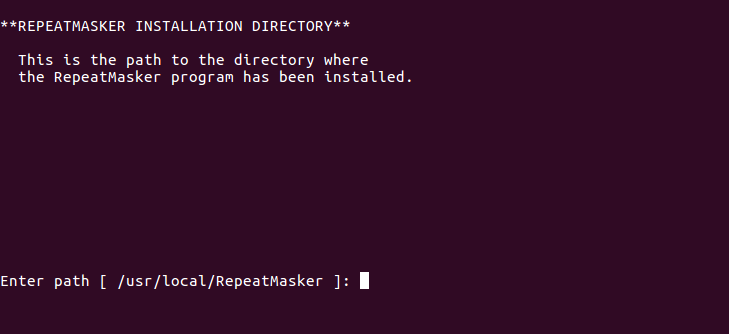 **REPEATMASKER INSTALLATION DIRECTORY**
This is the path to the directory where
the RepeatMasker program has been installed.
Enter path [ /usr/local/RepeatMasker ]: